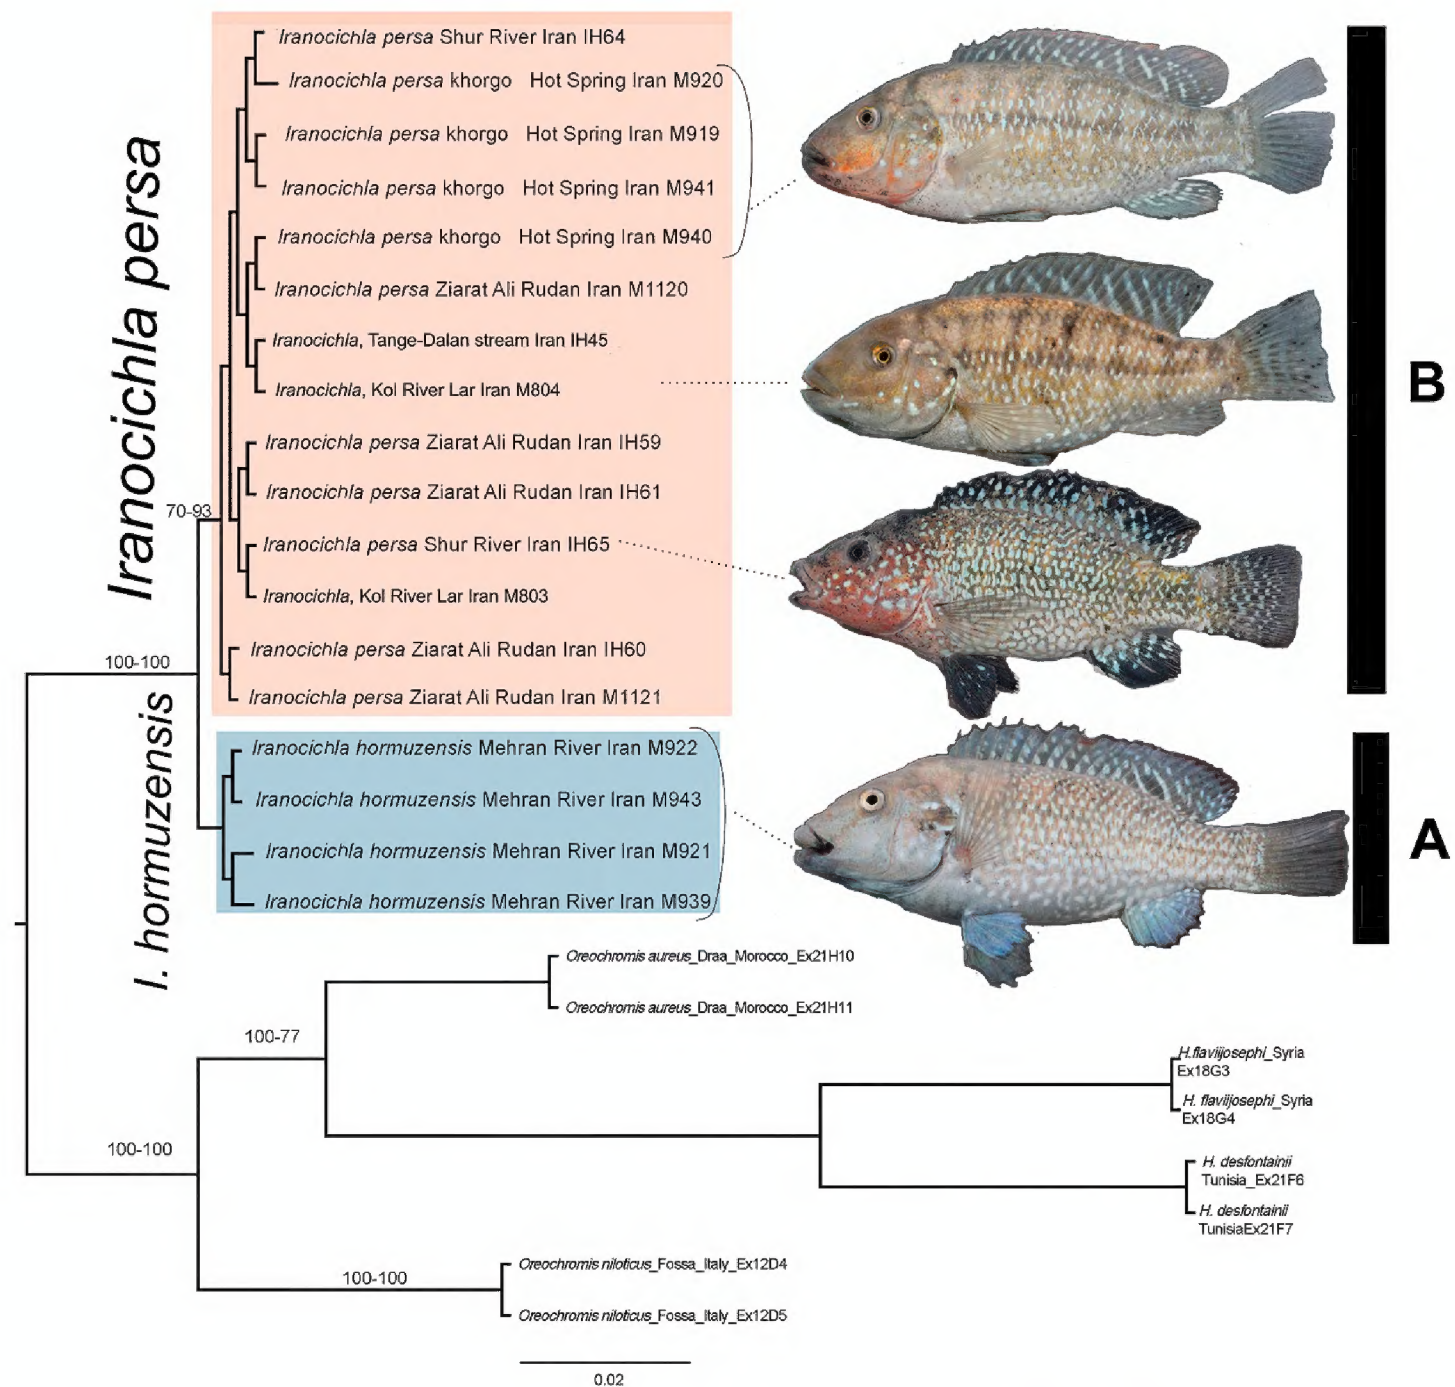 Iranocichla persa
I. hormuzensis
Iranocichla persa Shur River Iran IH64
Iranocichla persa khorgo Hot Spring Iran M920
Iranocichla persa khorgo Hot Spring Iran M919
Iranocichla persa khorgo Hot Spring Iran M941
Iranocichla persa khorgo Hot Spring Iran M940
Iranocichla persa Ziarat Ali Rudan Iran M1120
Iranocichla, Tange-Dalan stream Iran IH45
Iranocichla, Kol River Lar Iran M804
Iranocichla persa Ziarat Ali Rudan Iran IH59
Iranocichla persa Ziarat Ali Rudan Iran IH61
70-93
Iranocichla persa Shur River Iran IH65
Iranocichla, Kol River Lar Iran M803
Iranocichla persa Ziarat Ali Rudan Iran IH60
100-100
Iranocichla persa Ziarat Ali Rudan Iran M1121
B
Iranocichla hormuzensis Mehran River Iran M922
Iranocichla hormuzensis Mehran River Iran M943
Iranocichla hormuzensis Mehran River Iran M921
Iranocichla hormuzensis Mehran River Iran M939
A
Oreochromis aureus_Draa_Morocco_Ex21H10
Oreochromis aureus_Draa_Morocco_Ex21H11
100-77
H.flaviijosephi_Syria
Ex18G3
H. flaviijosephi_Syria
Ex18G4
100-100
H. desfontainii
Tunisia_Ex21F6
H. desfontainii
TunisiaEx21F7
Oreochromis niloticus_Fossa_Italy_Ex12D4
100-100
Oreochromis niloticus_Fossa_Italy_Ex12D5
0.02